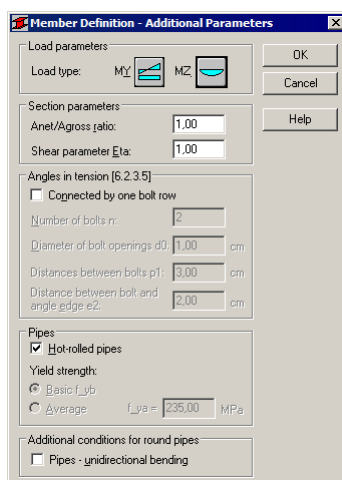 Member Definition - Additional Parameters
Load parameters
Load type: MY MZ
OK
Cancel
Help
Section parameters
Anet/Agross ratio: 1,00
Shear parameter Eta: 1,00
Angles in tension [6.2.3.5]
Connected by one bolt row
Number of bolts n: 2
Diameter of bolt openings d0: 1,00 cm
Distances between bolts p1: 3,00 cm
Distance between bolt and
angle edge e2: 2,00 cm
Pipes
Hot-rolled pipes
Yield strength:
Basic f_yb
Average f_ya = 235,00 MPa
Additional conditions for round pipes
Pipes - unidirectional bending